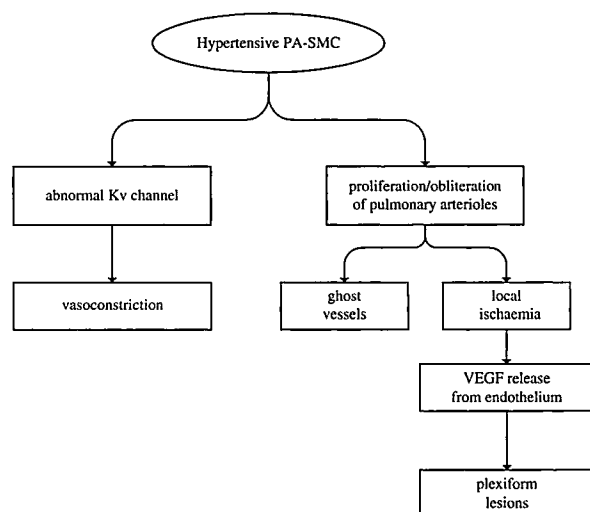 Hypertensive PA-SMC
abnormal Kv channel
proliferation/obliteration
of pulmonary arterioles
vasoconstriction
ghost
vessels
local
ischaemia
VEGF release
from endothelium
plexiform
lesions